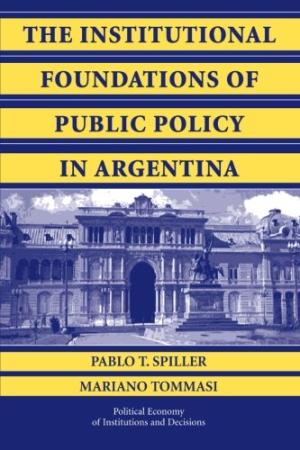 THE INSTITUTIONAL
FOUNDATIONS OF
PUBLIC POLICY
IN ARGENTINA
PABLO T. SPILLER
MARIANO TOMMASI
Political Economy
of Institutions and Decisions